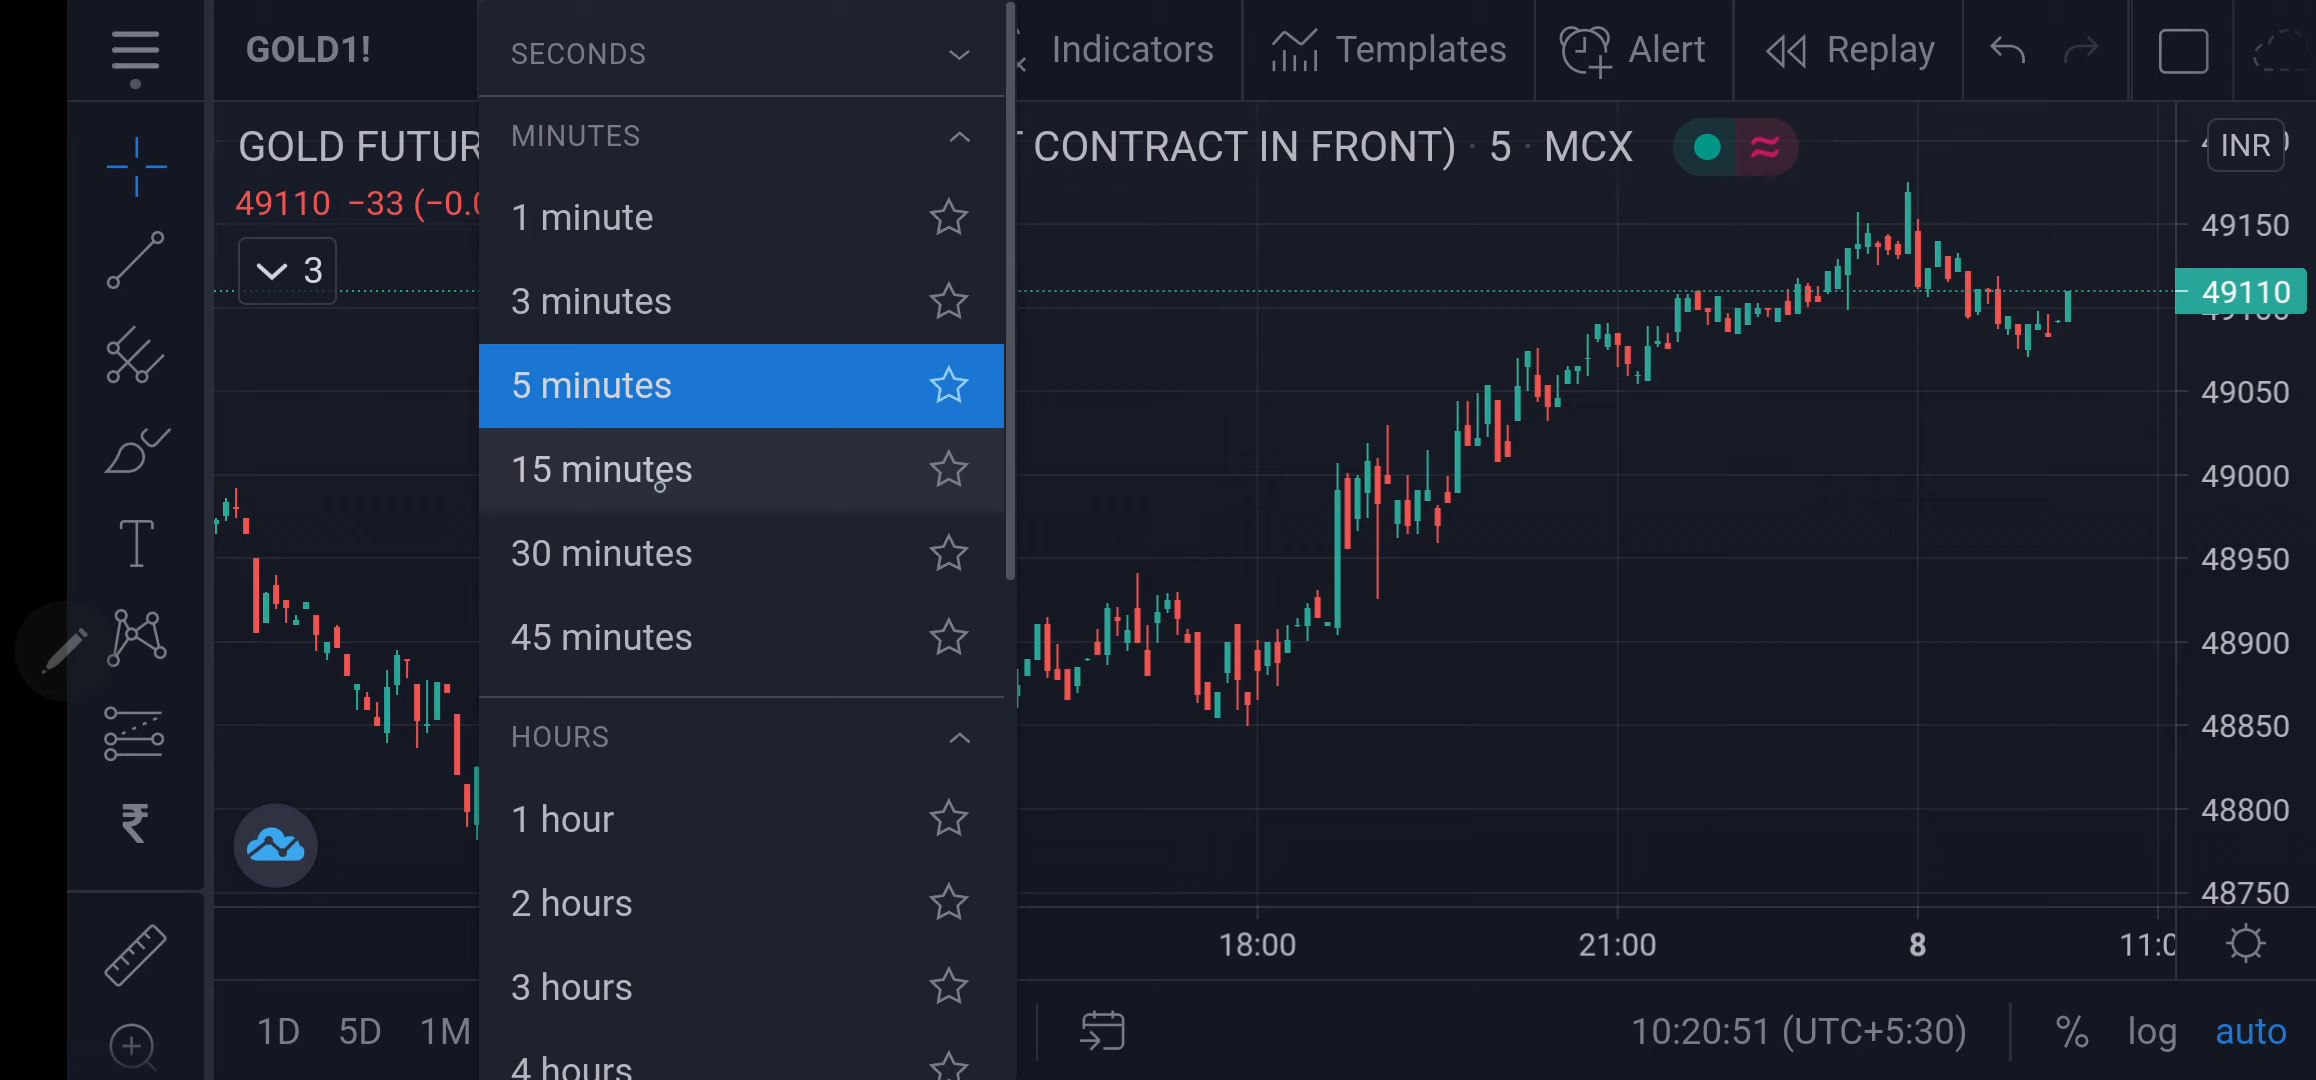 GOLD1!
SECONDS
Indicators
Templates
Alert
Replay
MINUTES
GOLD FUTUR
CONTRACT IN FRONT) · 5 · MCX
INR
49110 −33 (−0.0
1 minute
49150
3
3 minutes
49110
5 minutes
49050
15 minutes
49000
30 minutes
48950
45 minutes
48900
HOURS
48850
1 hour
48800
2 hours
48750
18:00
21:00
8
11:0
3 hours
1D
5D
1M
10:20:51 (UTC+5:30)
%
log
auto
4 hours